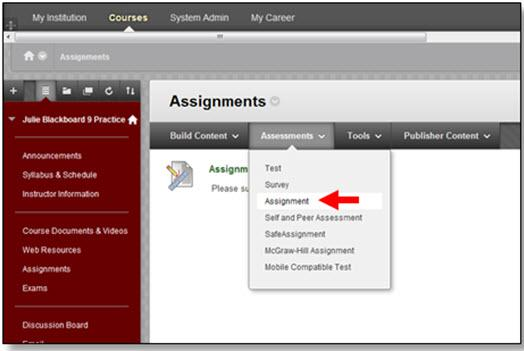 My Institution Courses System Admin My Career
Assignments
Julie Blackboard 9 Practice
Announcements
Syllabus & Schedule
Instructor Information
Course Documents & Videos
Web Resources
Assignments
Exams
Discussion Board
Email
Assignments
Build Content Assessments Tools Publisher Content
Assignm
Please su
Test
Survey
Assignment
Self and Peer Assessment
SafeAssignment
McGraw-Hill Assignment
Mobile Compatible Test